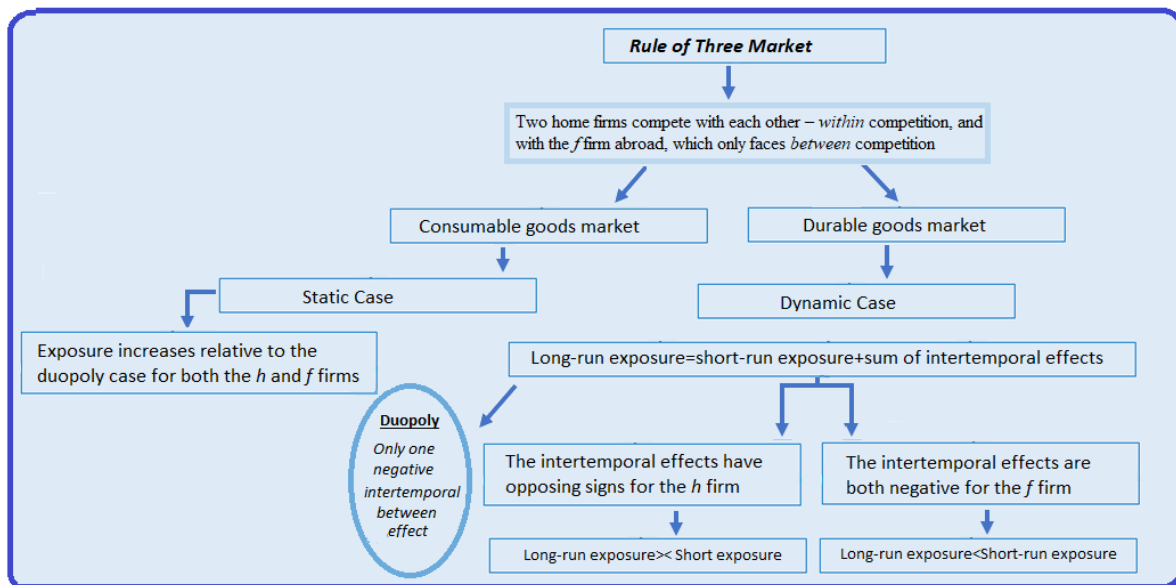 Rule of Three Market
Two home firms compete with each other – within competition, and
with the f firm abroad, which only faces between competition
Consumable goods market
Durable goods market
Static Case
Dynamic Case
Exposure increases relative to the
duopoly case for both the h and f firms
Long-run exposure=short-run exposure+sum of intertemporal effects
Duopoly
Only one
negative
intertemporal
between
effect
The intertemporal effects have
opposing signs for the h firm
The intertemporal effects are
both negative for the f firm
Long-run exposure>< Short exposure
Long-run exposure<Short-run exposure